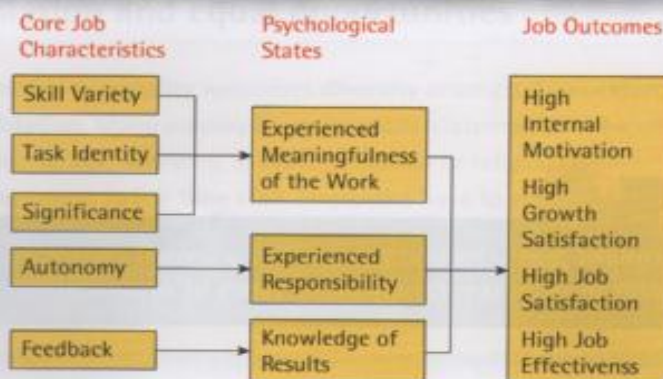 Core Job
Characteristics
Psychological
States
Job Outcomes
Skill Variety
Task Identity
Significance
Autonomy
Feedback
Experienced
Meaningfulness
of the Work
Experienced
Responsibility
Knowledge of
Results
High
Internal
Motivation
High
Growth
Satisfaction
High Job
Satisfaction
High Job
Effectivenss